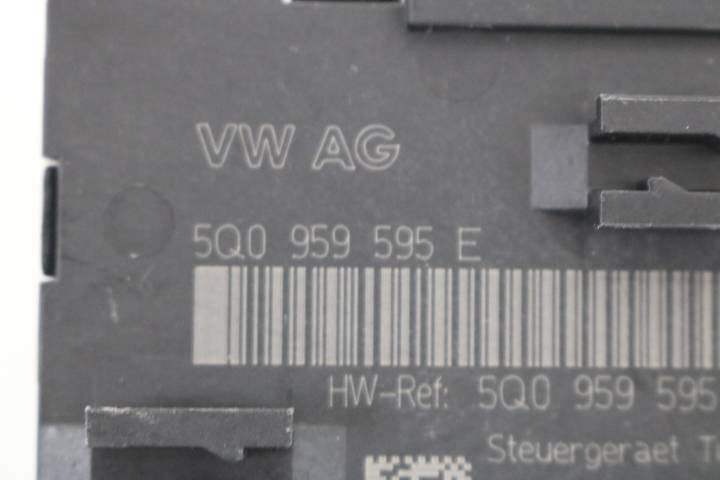 VW AG
5Q0 959 595 E
HW-Ref: 5Q0 959 595
Steuergeraet